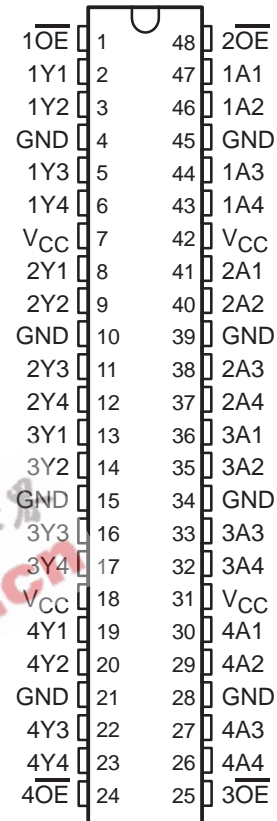 1O̅E̅ 1 48 2O̅E̅
1Y1 2 47 1A1
1Y2 3 46 1A2
GND 4 45 GND
1Y3 5 44 1A3
1Y4 6 43 1A4
VCC 7 42 VCC
2Y1 8 41 2A1
2Y2 9 40 2A2
GND 10 39 GND
2Y3 11 38 2A3
2Y4 12 37 2A4
3Y1 13 36 3A1
3Y2 14 35 3A2
GND 15 34 GND
3Y3 16 33 3A3
3Y4 17 32 3A4
VCC 18 31 VCC
4Y1 19 30 4A1
4Y2 20 29 4A2
GND 21 28 GND
4Y3 22 27 4A3
4Y4 23 26 4A4
4O̅E̅ 24 25 3O̅E̅